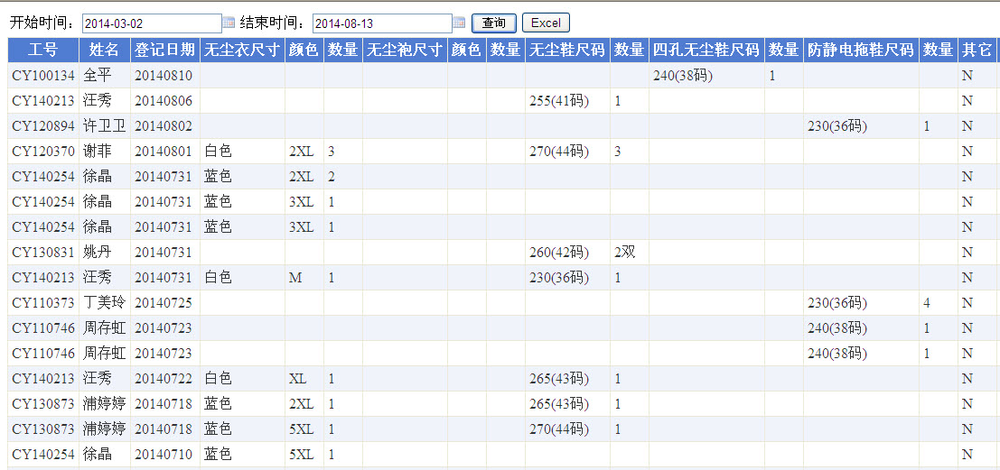 开始时间：2014-03-02 结束时间：2014-08-13 查询 Excel
工号 姓名 登记日期 无尘衣尺寸 颜色 数量 无尘袍尺寸 颜色 数量 无尘鞋尺码 数量 四孔无尘鞋尺码 数量 防静电拖鞋尺码 数量 其它
CY100134 全平 20140810 240(38码) 1 N
CY140213 汪秀 20140806 255(41码) 1 N
CY120894 许卫卫 20140802 230(36码) 1 N
CY120370 谢菲 20140801 白色 2XL 3 270(44码) 3 N
CY140254 徐晶 20140731 蓝色 2XL 2 N
CY140254 徐晶 20140731 蓝色 3XL 1 N
CY140254 徐晶 20140731 蓝色 3XL 1 N
CY130831 姚丹 20140731 260(42码) 2双 N
CY140213 汪秀 20140731 白色 M 1 230(36码) 1 N
CY110373 丁美玲 20140725 230(36码) 4 N
CY110746 周存虹 20140723 240(38码) 1 N
CY110746 周存虹 20140723 240(38码) 1 N
CY140213 汪秀 20140722 白色 XL 1 265(43码) 1 N
CY130873 浦婷婷 20140718 蓝色 2XL 1 265(43码) 1 N
CY130873 浦婷婷 20140718 蓝色 5XL 1 270(44码) 1 N
CY140254 徐晶 20140710 蓝色 5XL 1 N